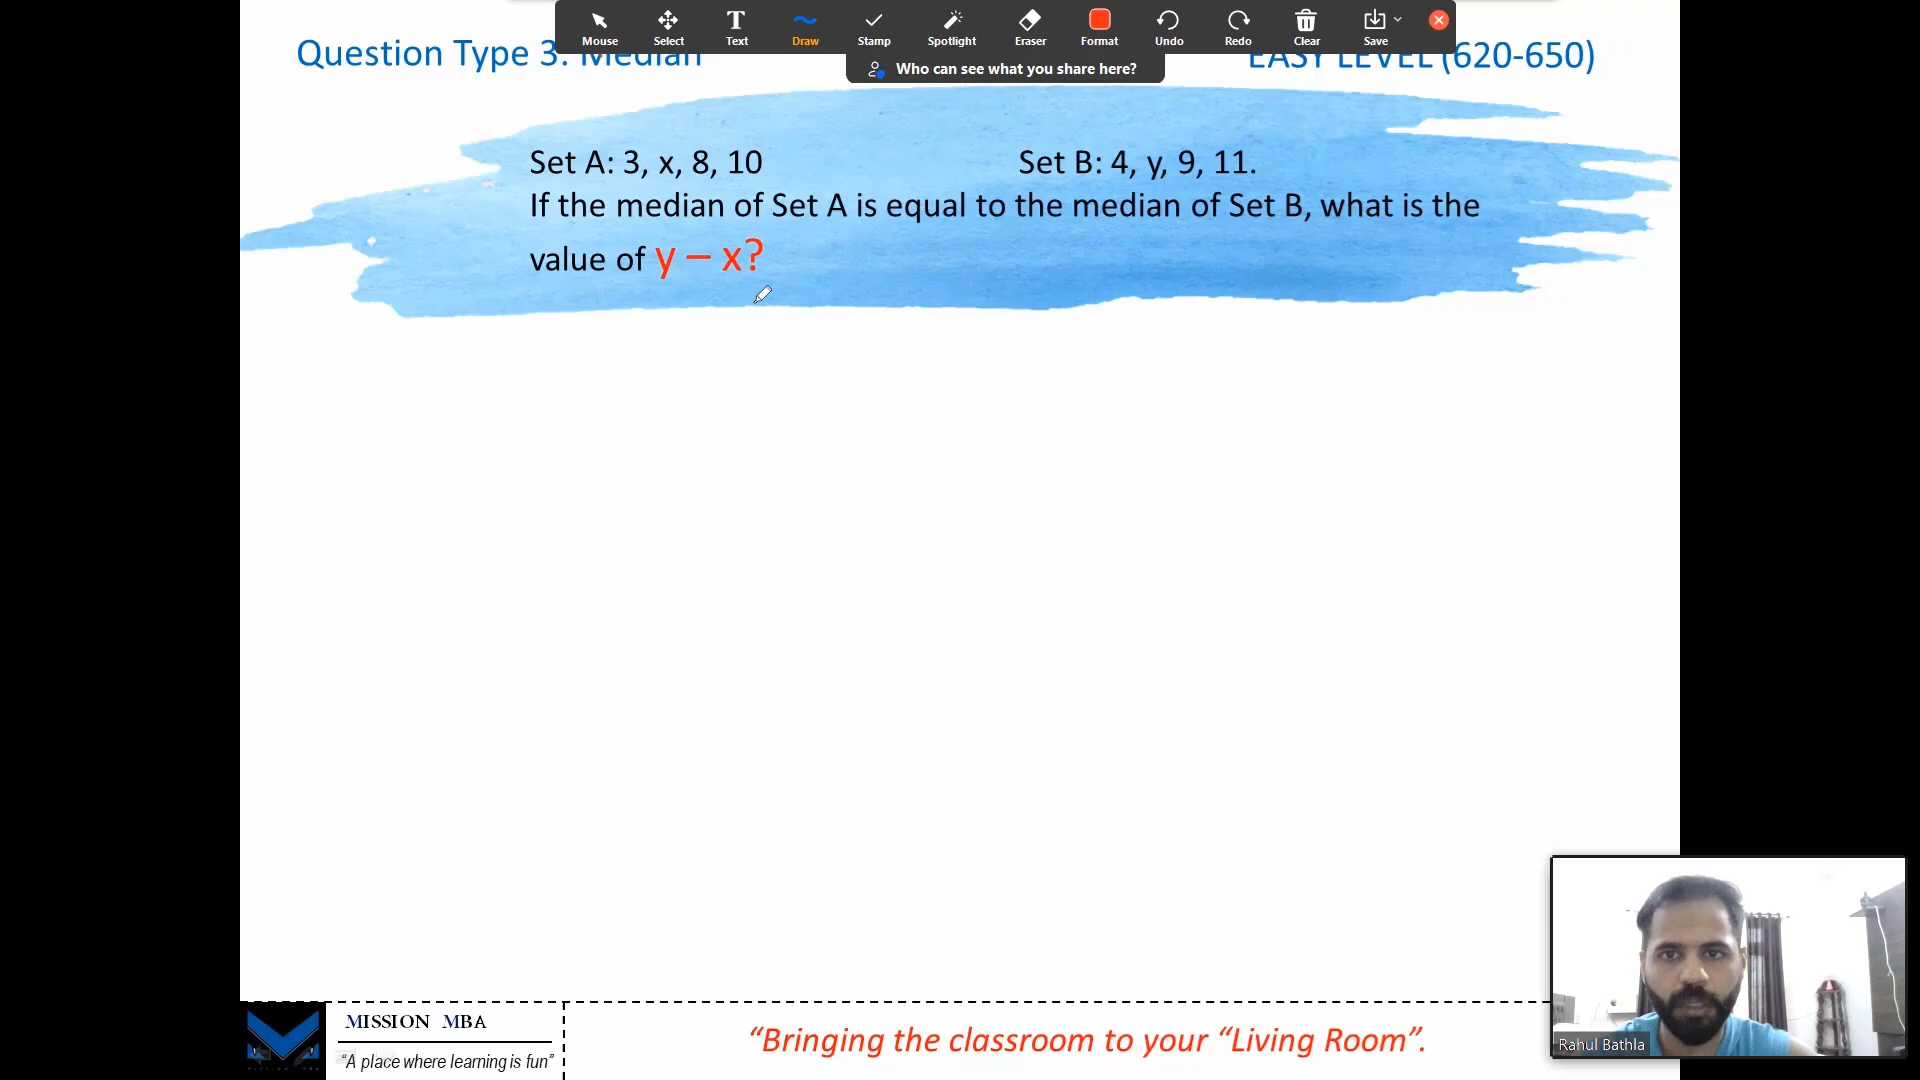 Mouse Select Text Draw Stamp Spotlight Eraser Format Undo Redo Clear Save
Who can see what you share here?
Question Type 3: Median
EASY LEVEL (620-650)
Set A: 3, x, 8, 10 Set B: 4, y, 9, 11.
If the median of Set A is equal to the median of Set B, what is the
value of y – x?
MISSION MBA
“A place where learning is fun”
“Bringing the classroom to your “Living Room”.
Rahul Bathla